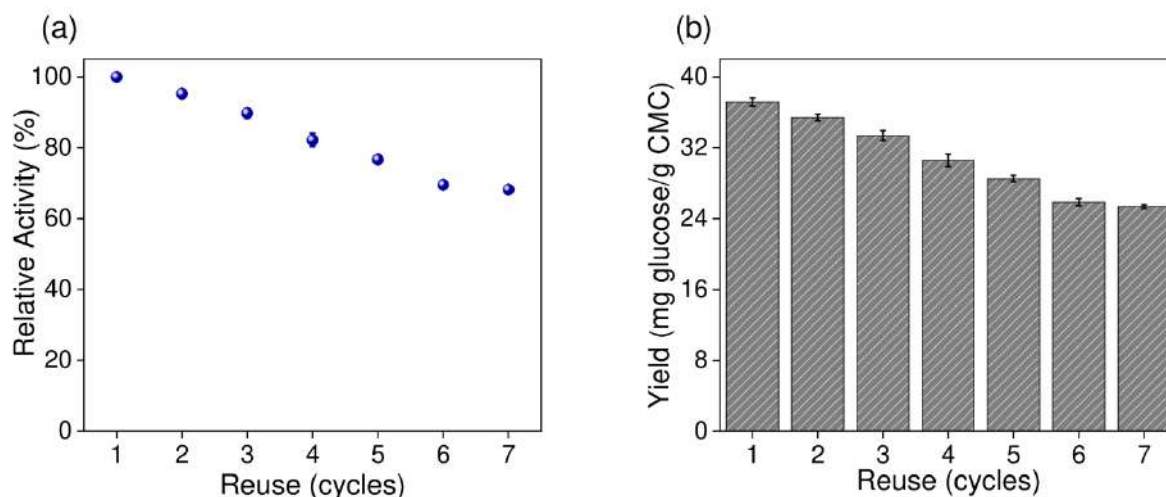 (a)
Relative Activity (%)
100
80
60
40
20
0
1 2 3 4 5 6 7
Reuse (cycles)
(b)
Yield (mg glucose/g CMC)
40
32
24
16
8
0
1 2 3 4 5 6 7
Reuse (cycles)